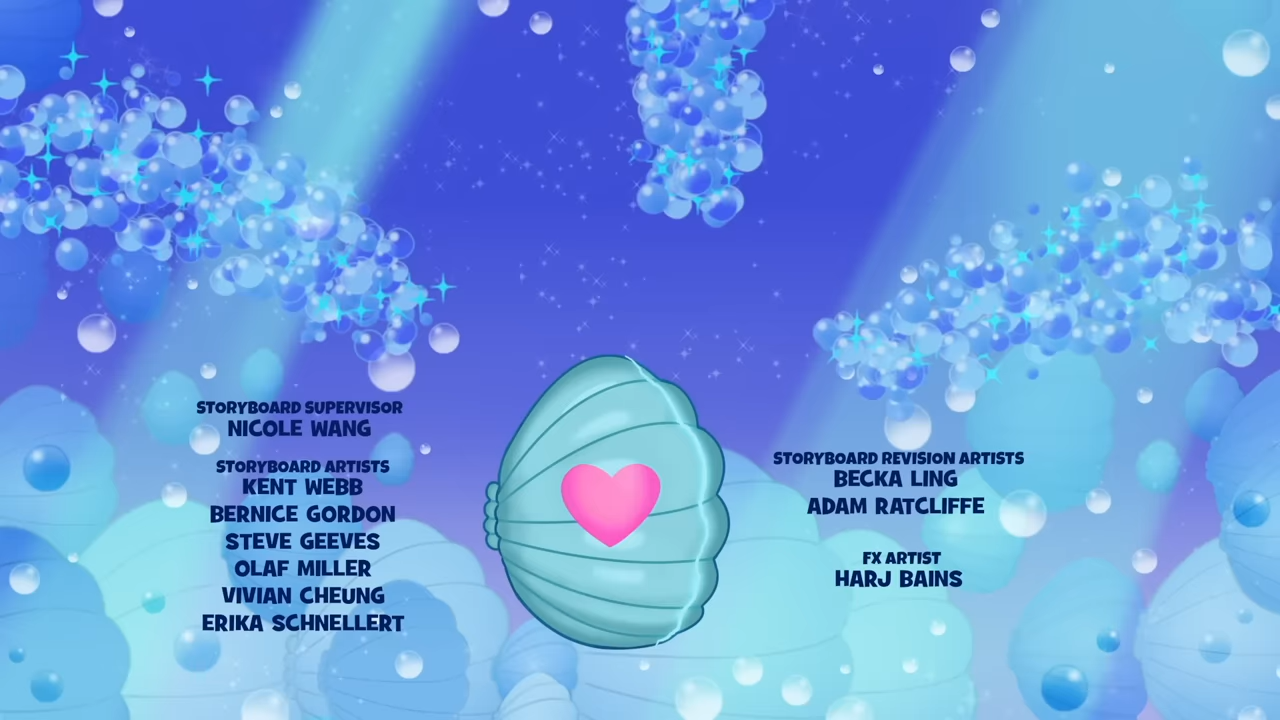 STORYBOARD SUPERVISOR
NICOLE WANG
STORYBOARD ARTISTS
KENT WEBB
BERNICE GORDON
STEVE GEEVES
OLAF MILLER
VIVIAN CHEUNG
ERIKA SCHNELLERT
STORYBOARD REVISION ARTISTS
BECKA LING
ADAM RATCLIFFE
FX ARTIST
HARJ BAINS